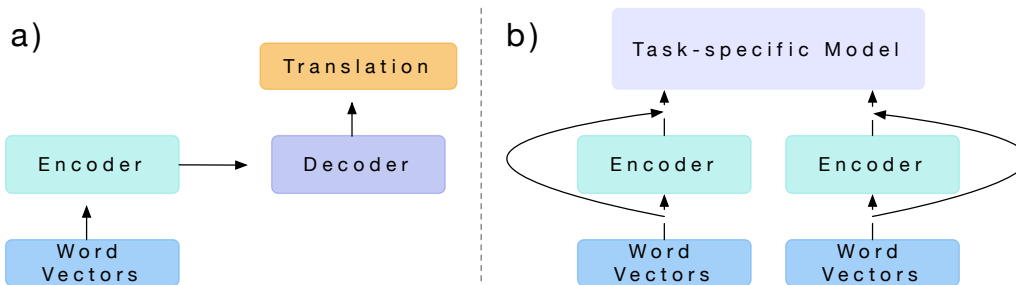 a)
Translation
Encoder
Decoder
Word
Vectors
b)
Task-specific Model
Encoder
Encoder
Word
Vectors
Word
Vectors